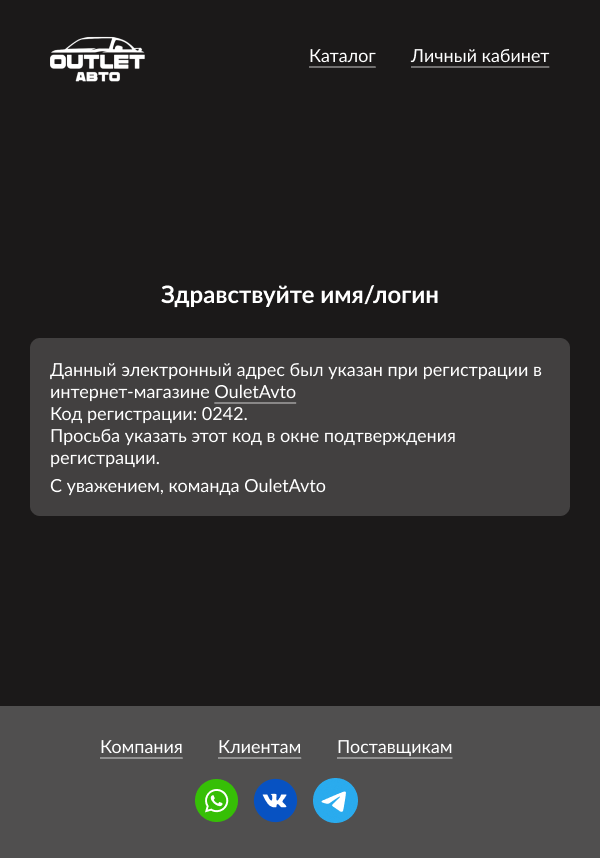 OUTLET
АВТО
Каталог
Личный кабинет
Здравствуйте имя/логин
Данный электронный адрес был указан при регистрации в
интернет-магазине OuletAvto
Код регистрации: 0242.
Просьба указать этот код в окне подтверждения
регистрации.
С уважением, команда OuletAvto
Компания
Клиентам
Поставщикам